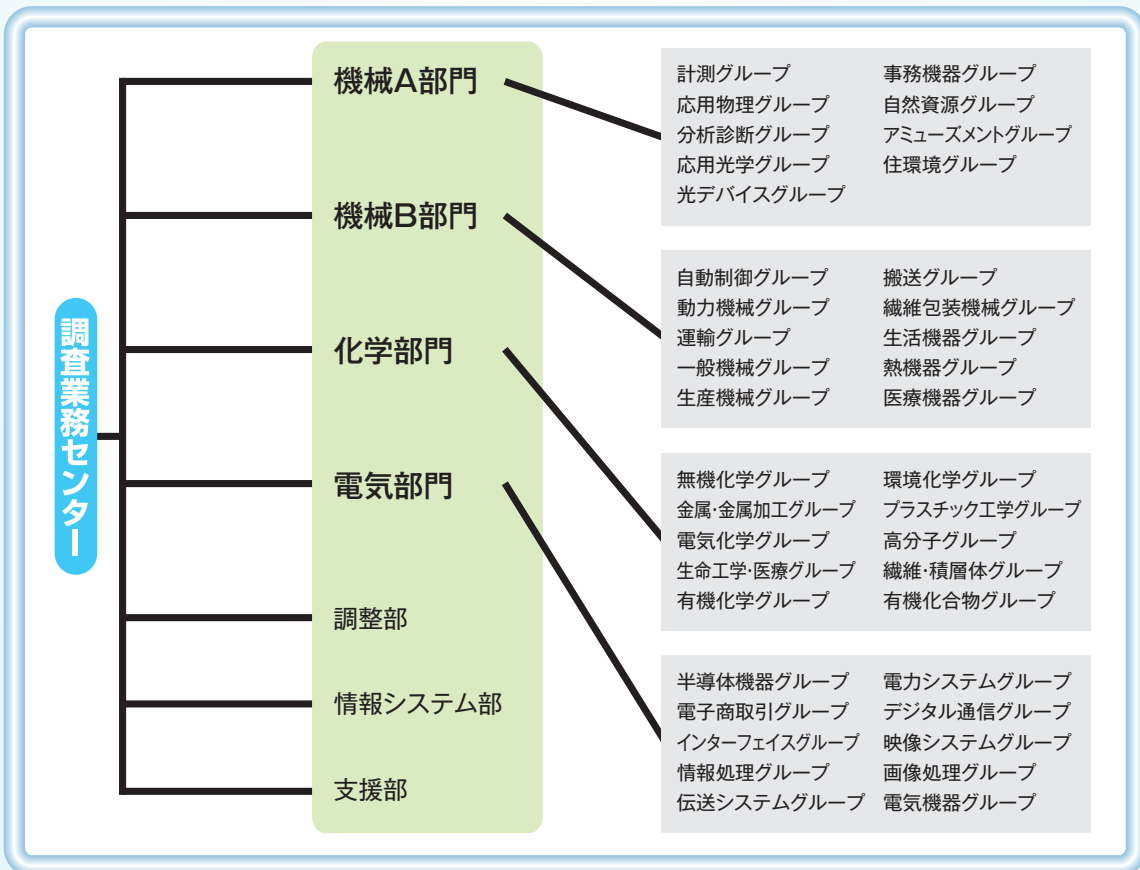 調査業務センター
機械A部門
計測グループ 事務機器グループ
応用物理グループ 自然資源グループ
分析診断グループ アミューズメントグループ
応用光学グループ 住環境グループ
光デバイスグループ
機械B部門
自動制御グループ 搬送グループ
動力機械グループ 繊維包装機械グループ
運輸グループ 生活機器グループ
一般機械グループ 熱機器グループ
生産機械グループ 医療機器グループ
化学部門
無機化学グループ 環境化学グループ
金属・金属加工グループ プラスチック工学グループ
電気化学グループ 高分子グループ
生命工学・医療グループ 繊維・積層体グループ
有機化学グループ 有機化合物グループ
電気部門
半導体機器グループ 電力システムグループ
電子商取引グループ デジタル通信グループ
インターフェイスグループ 映像システムグループ
情報処理グループ 画像処理グループ
伝送システムグループ 電気機器グループ
調整部
情報システム部
支援部